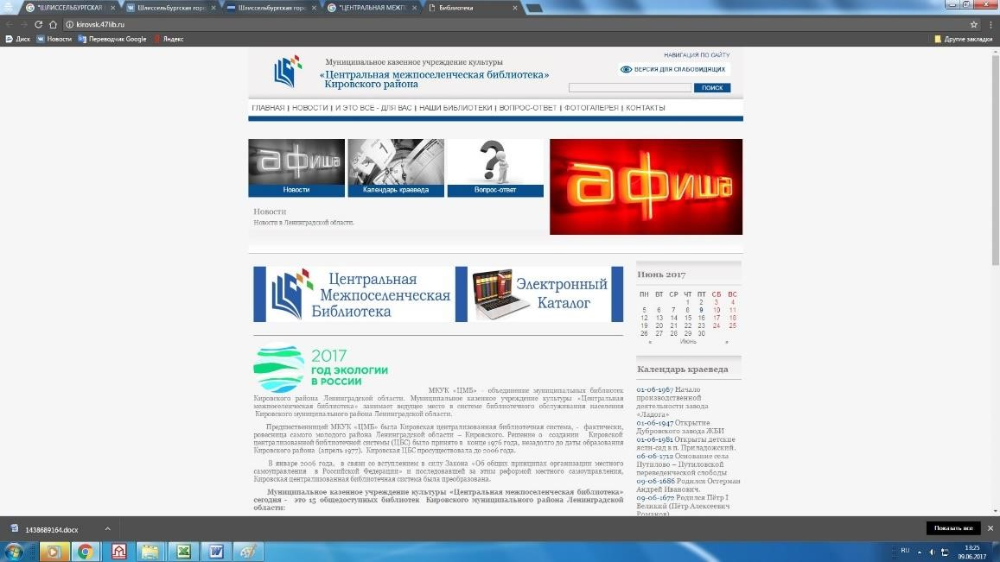 "ШЛИССЕЛЬБУРГСКАЯ
Шлиссельбургская горо
Шлиссельбургская горо
"ЦЕНТРАЛЬНАЯ МЕЖП
Библиотека
kirovsk.47lib.ru
Диск
Новости
Переводчик Google
Яндекс
Другие закладки
НАВИГАЦИЯ ПО САЙТУ
Муниципальное казенное учреждение культуры
«Центральная межпоселенческая библиотека»
Кировского района
ВЕРСИЯ ДЛЯ СЛАБОВИДЯЩИХ
ПОИСК
ГЛАВНАЯ | НОВОСТИ | И ЭТО ВСЁ - ДЛЯ ВАС | НАШИ БИБЛИОТЕКИ | ВОПРОС-ОТВЕТ | ФОТОГАЛЕРЕЯ | КОНТАКТЫ
афиша
афиша
Новости
Календарь краеведа
Вопрос-ответ
Новости
Новости в Ленинградской области.
Центральная
Межпоселенческая
Библиотека
Электронный
Каталог
Июнь 2017
ПН ВТ СР ЧТ ПТ СБ ВС
1 2 3 4
5 6 7 8 9 10 11
12 13 14 15 16 17 18
19 20 21 22 23 24 25
26 27 28 29 30
« Июнь »
2017
ГОД ЭКОЛОГИИ
В РОССИИ
МКУК «ЦМБ» - объединение муниципальных библиотек
Кировского района Ленинградской области. Муниципальное казенное учреждение культуры «Центральная
межпоселенческая библиотека» занимает ведущее место в системе библиотечного обслуживания населения
Кировского муниципального района Ленинградской области.
Предшественницей МКУК «ЦМБ» была Кировская централизованная библиотечная система, - фактически,
ровесница самого молодого района Ленинградской области – Кировского. Решение о создании Кировской
централизованной библиотечной системы (ЦБС) было принято в конце 1976 года, незадолго до даты образования
Кировского района (апрель 1977). Кировская ЦБС просуществовала до 2006 года.
В январе 2006 года, в связи со вступлением в силу Закона «Об общих принципах организации местного
самоуправления в Российской Федерации» и последовавшей за этим реформой местного самоуправления,
Кировская централизованная библиотечная система была преобразована.
Муниципальное казенное учреждение культуры «Центральная межпоселенческая библиотека»
сегодня - это 15 общедоступных библиотек Кировского муниципального района Ленинградской
области:
Календарь краеведа
01-06-1967 Начало
производственной
деятельности завода
«Ладога»
01-06-1947 Открытие
Дубровского завода ЖБИ
01-06-1981 Открыты детские
ясли-сад в п. Приладожский.
06-06-1712 Основание села
Путилово – Путиловской
переведенческой слободы
09-06-1686 Родился Остерман
Андрей Иванович.
09-06-1672 Родился Пётр I
Великий (Пётр Алексеевич
Романов)
1438689164.docx
Показать все
RU
13:25
09.06.2017